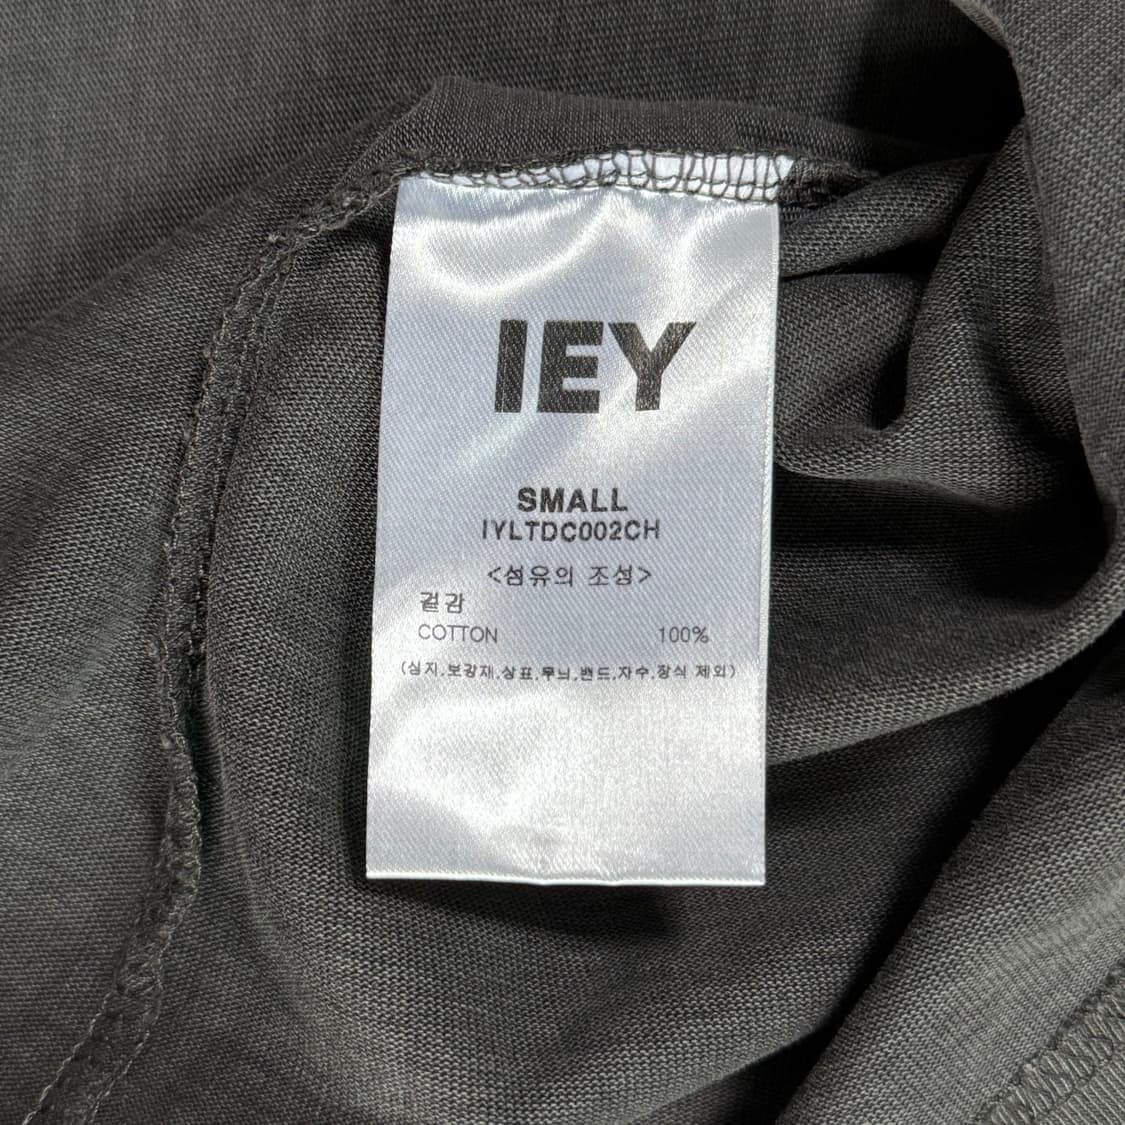 IEY
SMALL
IYLTDC002CH
<섬유의 조성>
겉감
COTTON 100%
(심지,보강재,상표,무늬,밴드,자수,장식 제외)